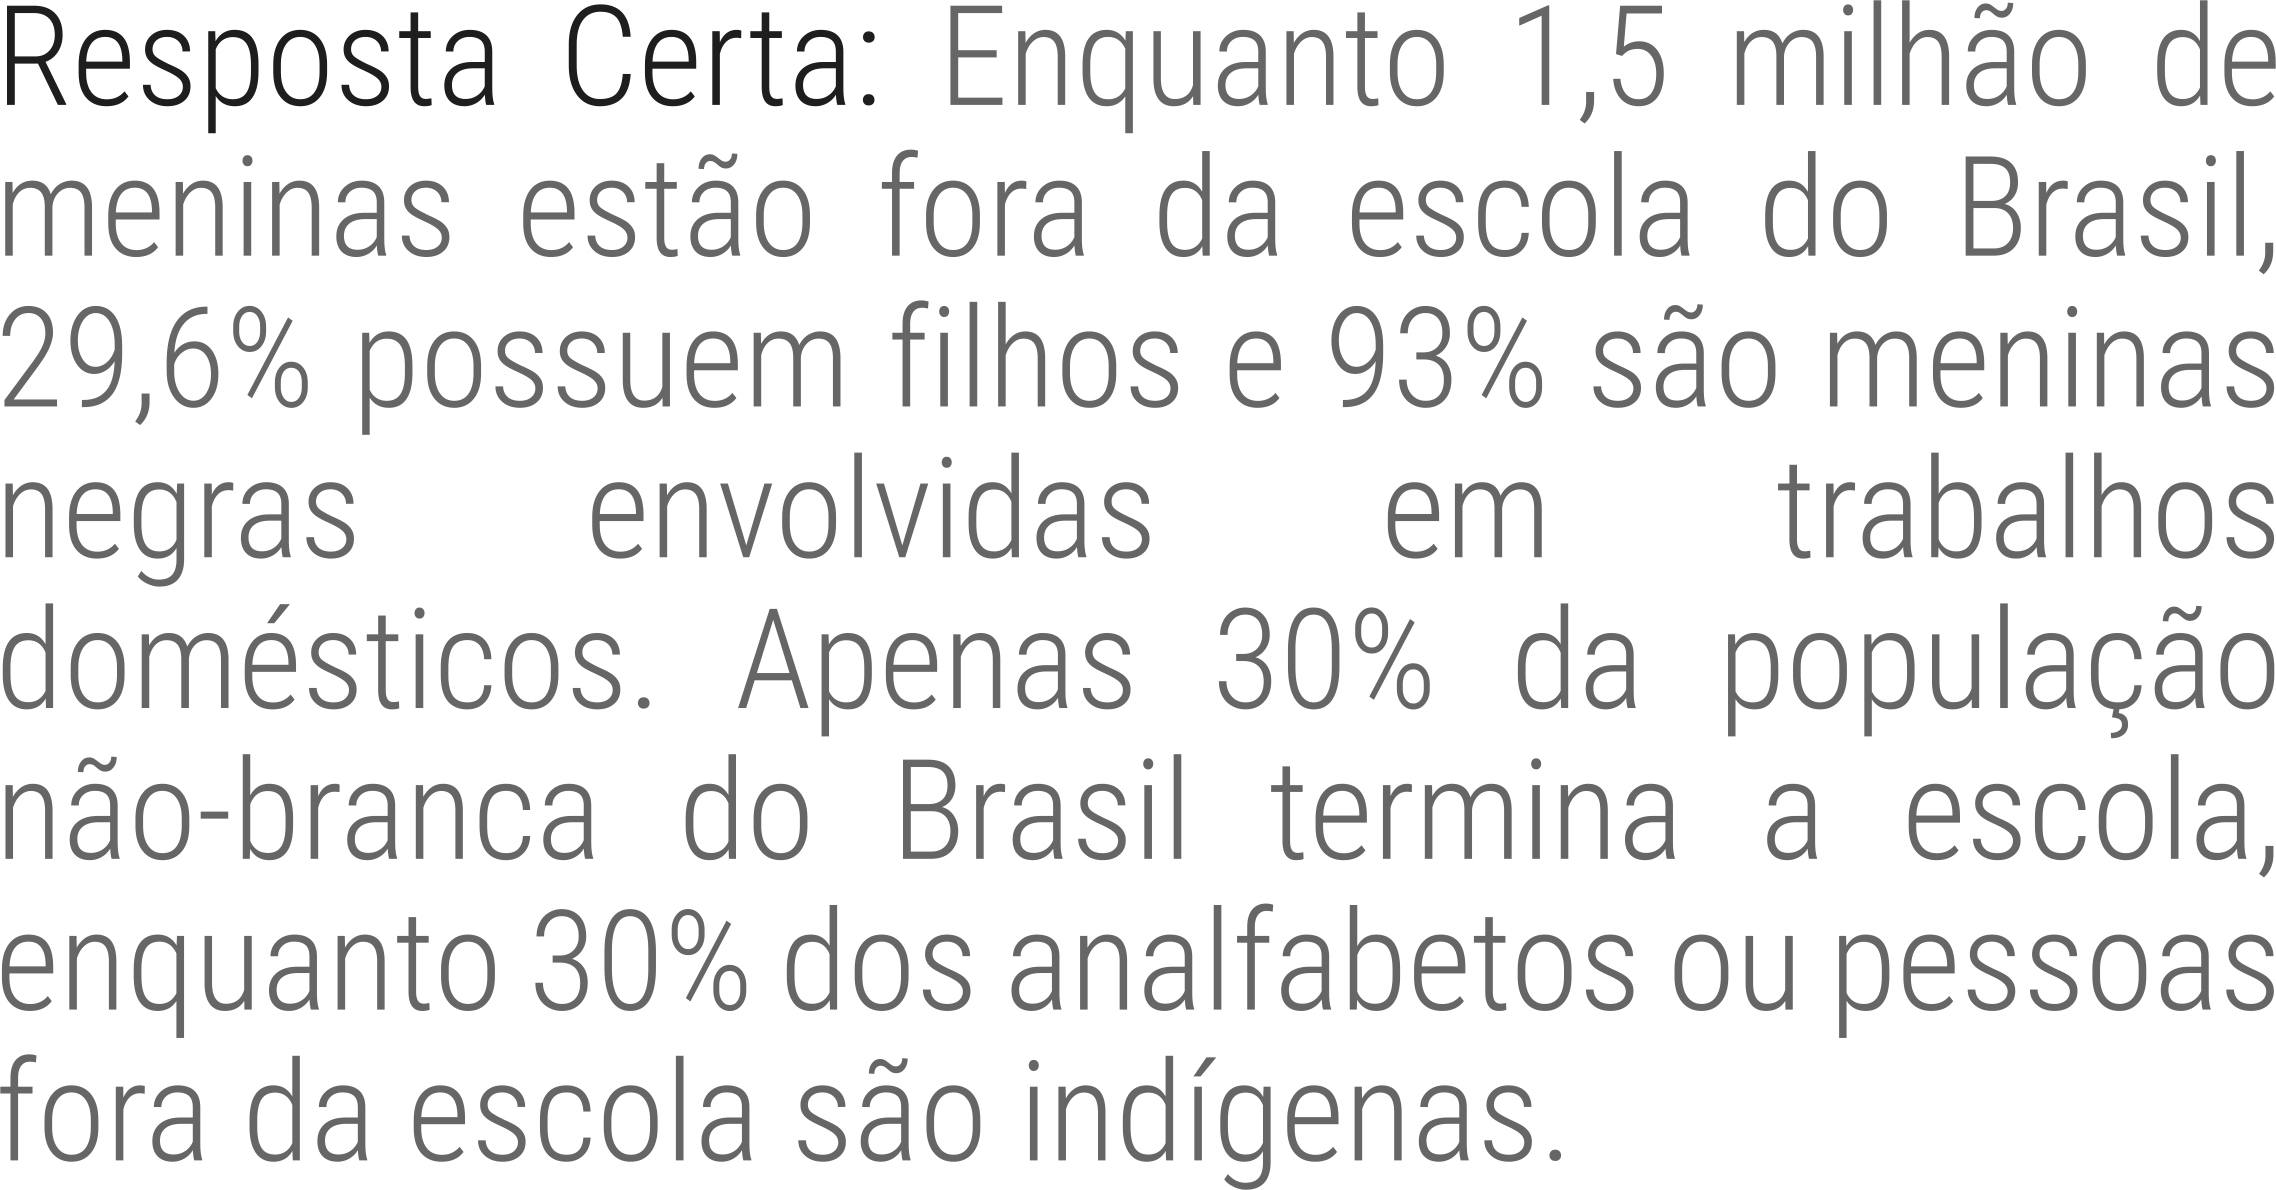 Resposta Certa: Enquanto 1,5 milhão de
meninas estão fora da escola do Brasil,
29,6% possuem filhos e 93% são meninas
negras envolvidas em trabalhos
domésticos. Apenas 30% da população
não-branca do Brasil termina a escola,
enquanto 30% dos analfabetos ou pessoas
fora da escola são indígenas.